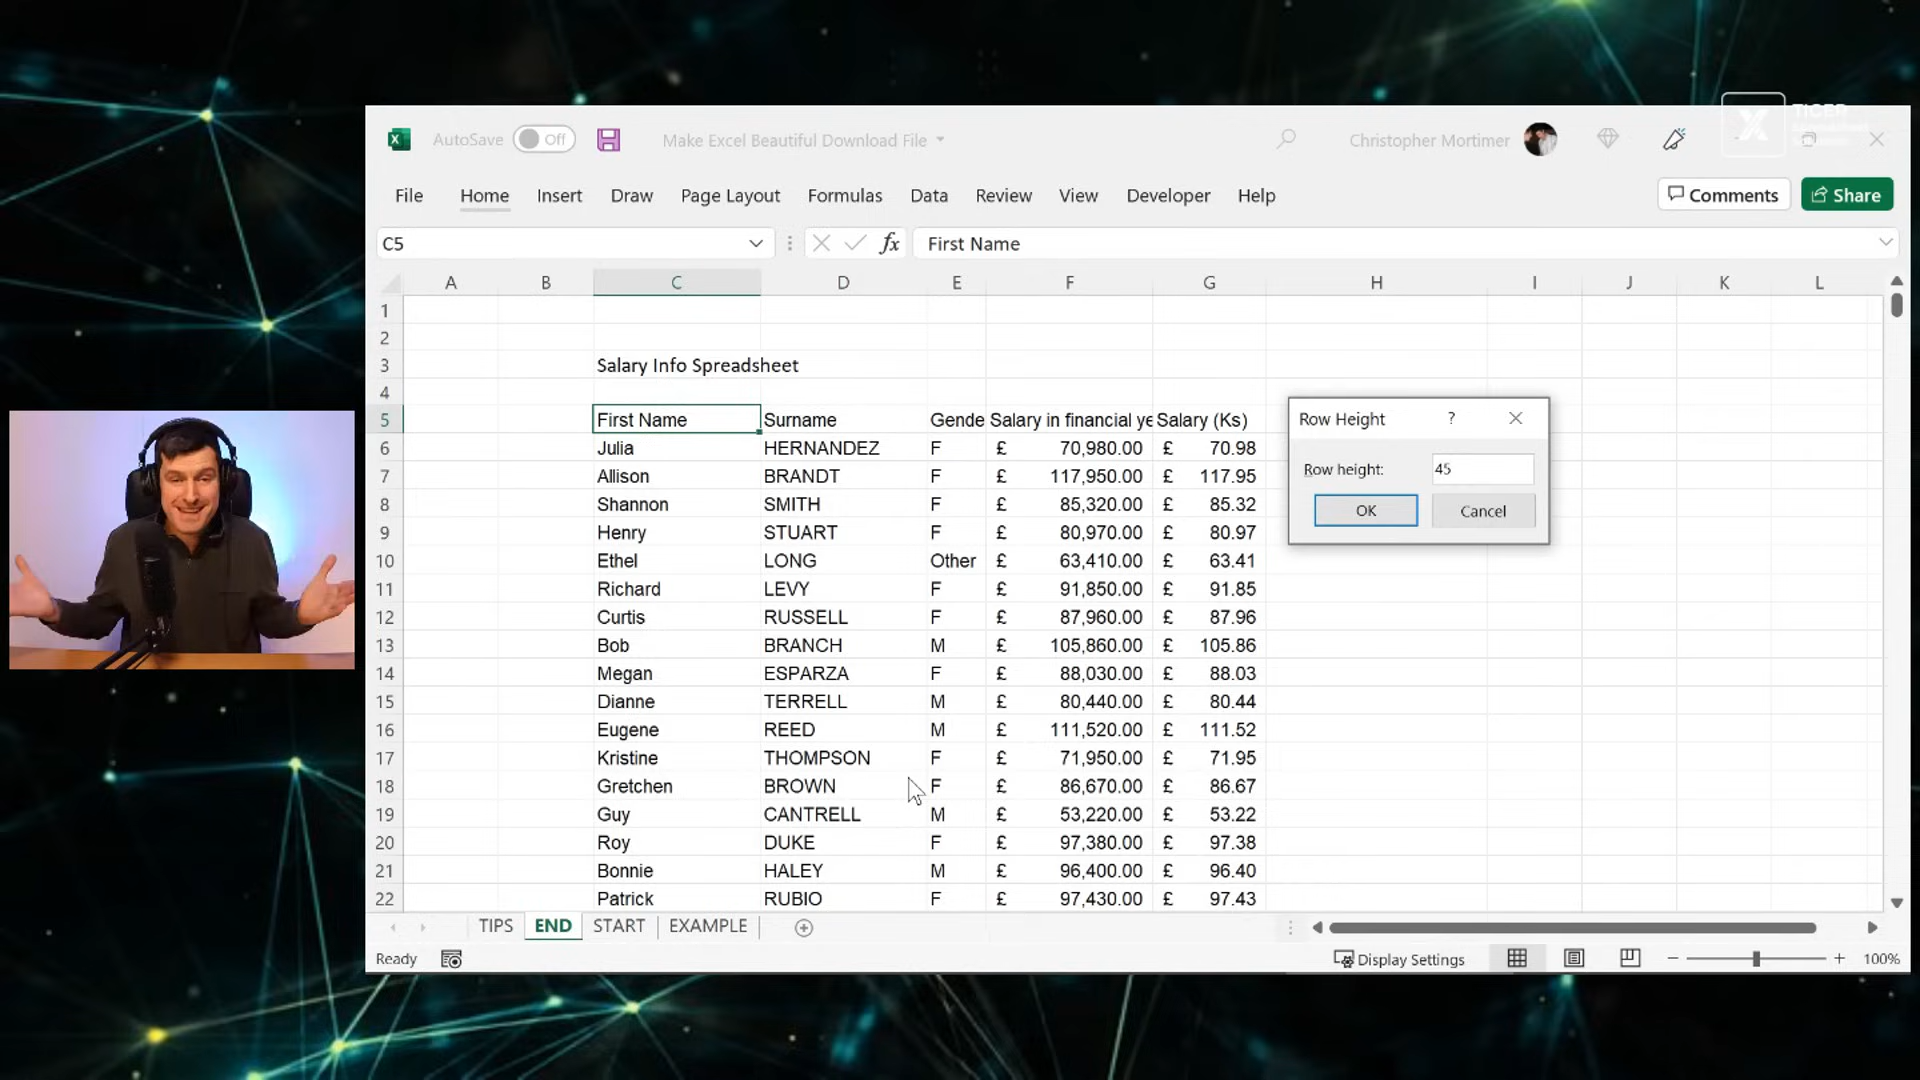 TIGER
AutoSave Off Make Excel Beautiful Download File Christopher Mortimer
File Home Insert Draw Page Layout Formulas Data Review View Developer Help Comments Share
C5 fx First Name
A B C D E F G H I J K L
1
2
3 Salary Info Spreadsheet
4
5 First Name Surname Gende Salary in financial ye Salary (Ks)
6 Julia HERNANDEZ F £ 70,980.00 £ 70.98
7 Allison BRANDT F £ 117,950.00 £ 117.95
8 Shannon SMITH F £ 85,320.00 £ 85.32
9 Henry STUART F £ 80,970.00 £ 80.97
10 Ethel LONG Other £ 63,410.00 £ 63.41
11 Richard LEVY F £ 91,850.00 £ 91.85
12 Curtis RUSSELL F £ 87,960.00 £ 87.96
13 Bob BRANCH M £ 105,860.00 £ 105.86
14 Megan ESPARZA F £ 88,030.00 £ 88.03
15 Dianne TERRELL M £ 80,440.00 £ 80.44
16 Eugene REED M £ 111,520.00 £ 111.52
17 Kristine THOMPSON F £ 71,950.00 £ 71.95
18 Gretchen BROWN F £ 86,670.00 £ 86.67
19 Guy CANTRELL M £ 53,220.00 £ 53.22
20 Roy DUKE F £ 97,380.00 £ 97.38
21 Bonnie HALEY M £ 96,400.00 £ 96.40
22 Patrick RUBIO F £ 97,430.00 £ 97.43
Row Height ?
Row height: 45
OK Cancel
TIPS END START EXAMPLE
Ready Display Settings 100%